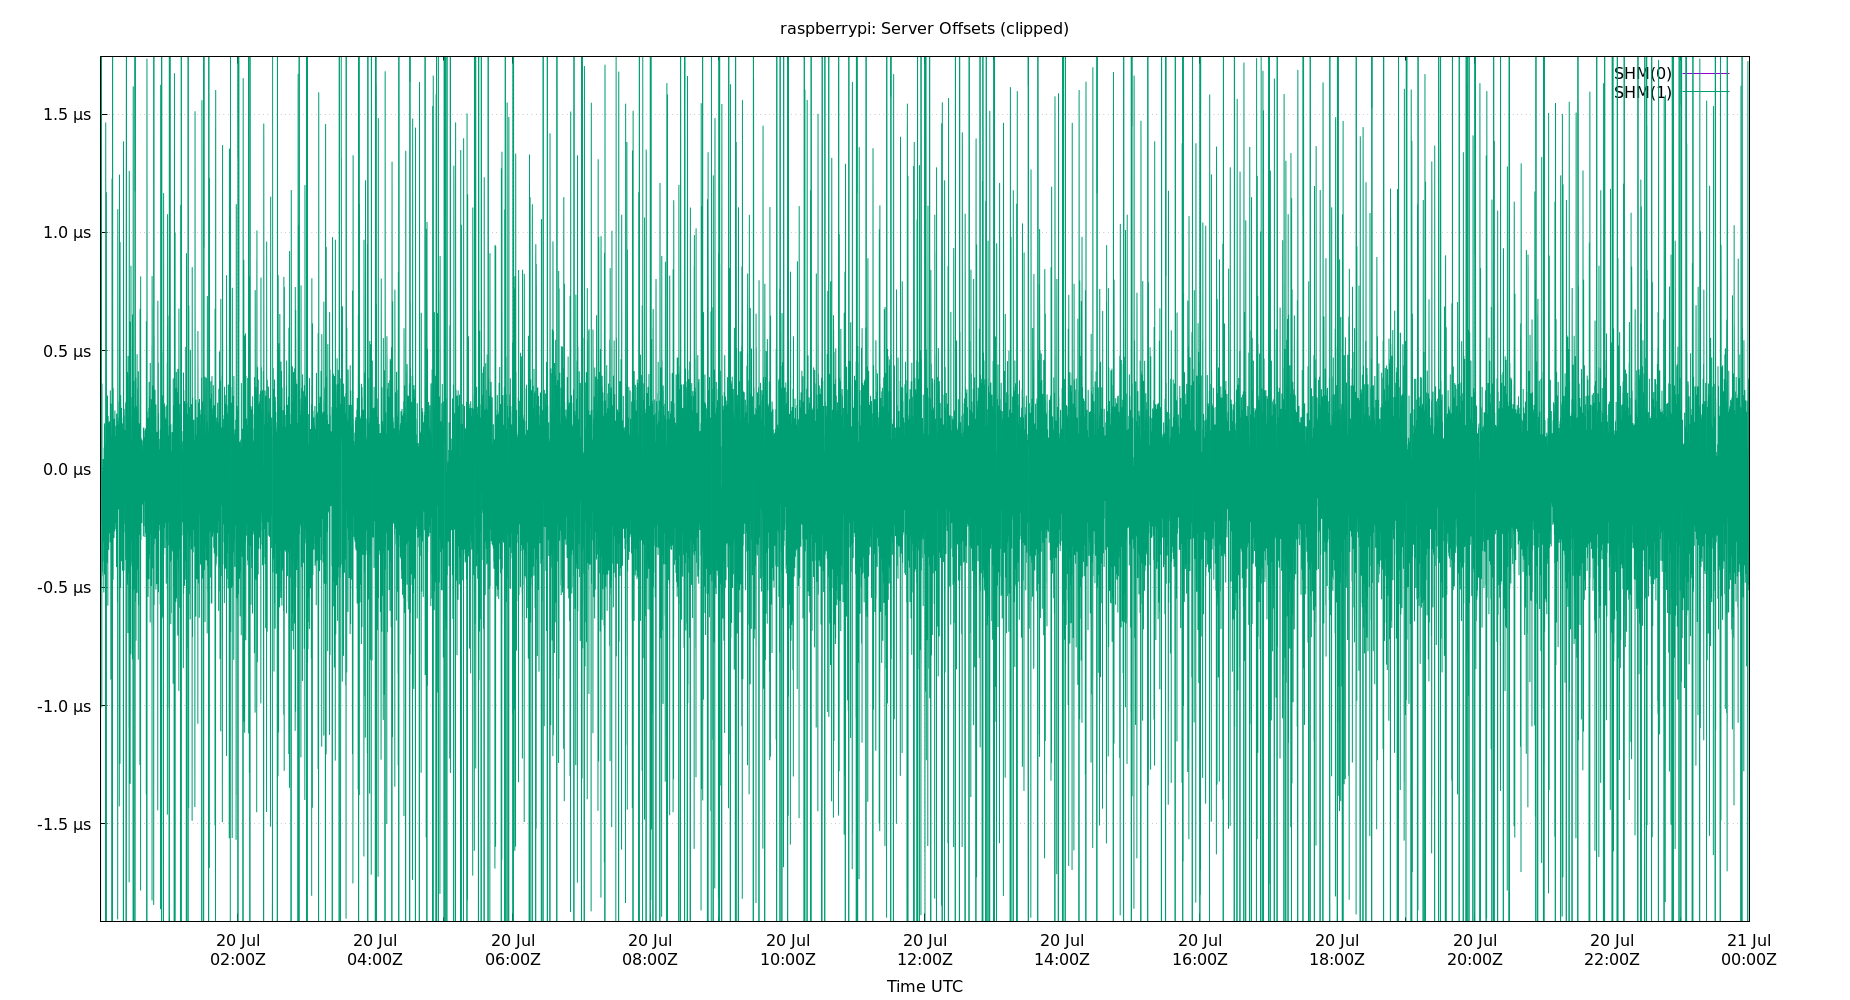 raspberrypi: Server Offsets (clipped)
SHM(0)
SHM(1)
1.5 µs
1.0 µs
0.5 µs
0.0 µs
-0.5 µs
-1.0 µs
-1.5 µs
20 Jul 20 Jul 20 Jul 20 Jul 20 Jul 20 Jul 20 Jul 20 Jul 20 Jul 20 Jul 20 Jul 21 Jul
02:00Z 04:00Z 06:00Z 08:00Z 10:00Z 12:00Z 14:00Z 16:00Z 18:00Z 20:00Z 22:00Z 00:00Z
Time UTC